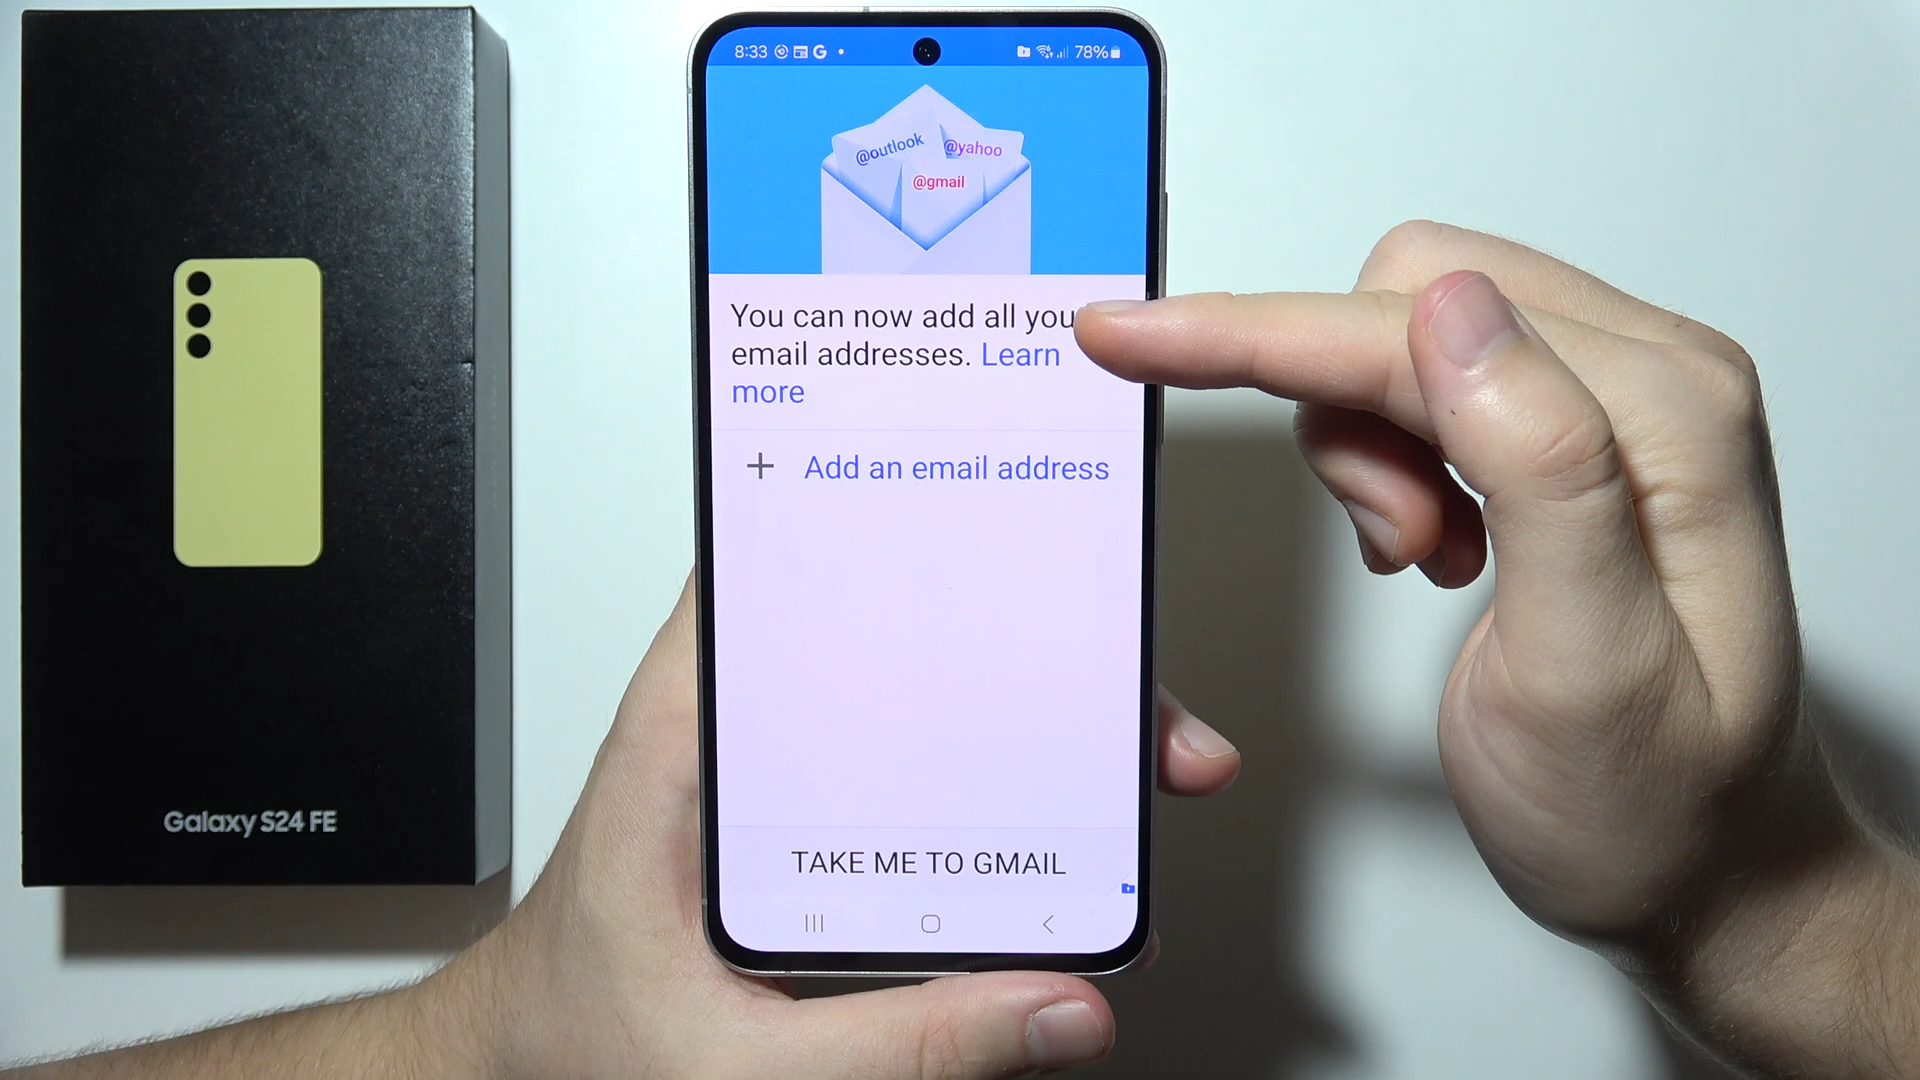 8:33
78%
@outlook
@yahoo
@gmail
You can now add all you
email addresses. Learn
more
+ Add an email address
TAKE ME TO GMAIL
Galaxy S24 FE